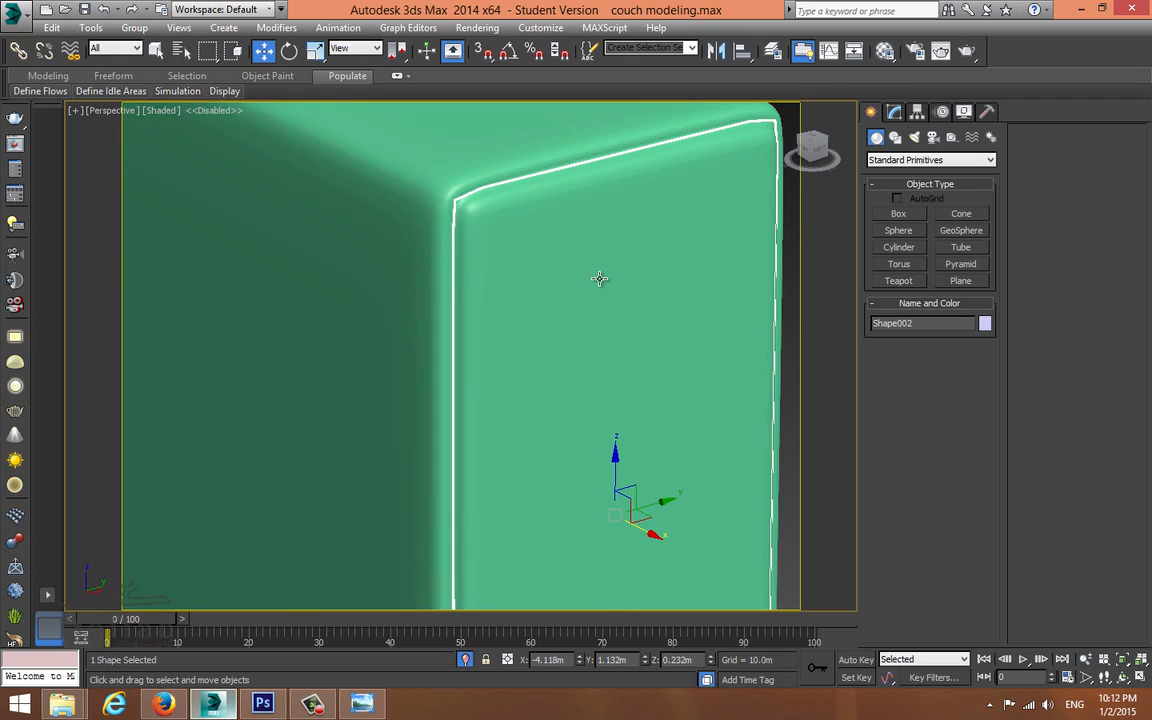 Workspace: Default
Autodesk 3ds Max 2014 x64 - Student Version couch modeling.max
Type a keyword or phrase
Edit Tools Group Views Create Modifiers Animation Graph Editors Rendering Customize MAXScript Help
All View Create Selection Se
Modeling Freeform Selection Object Paint Populate
Define Flows Define Idle Areas Simulation Display
[+] [Perspective] [Shaded] <<Disabled>>
Standard Primitives
- Object Type
AutoGrid
Box Cone
Sphere GeoSphere
Cylinder Tube
Torus Pyramid
Teapot Plane
- Name and Color
Shape002
z
y
x
z
y
< 0 / 100 >
0 10 20 30 40 50 60 70 80 90 100
1 Shape Selected X: -4.118m Y: 1.132m Z: 0.232m Grid = 10.0m Auto Key Selected
Welcome to M Click and drag to select and move objects Add Time Tag Set Key Key Filters... 0
ENG 10:12 PM
1/2/2015